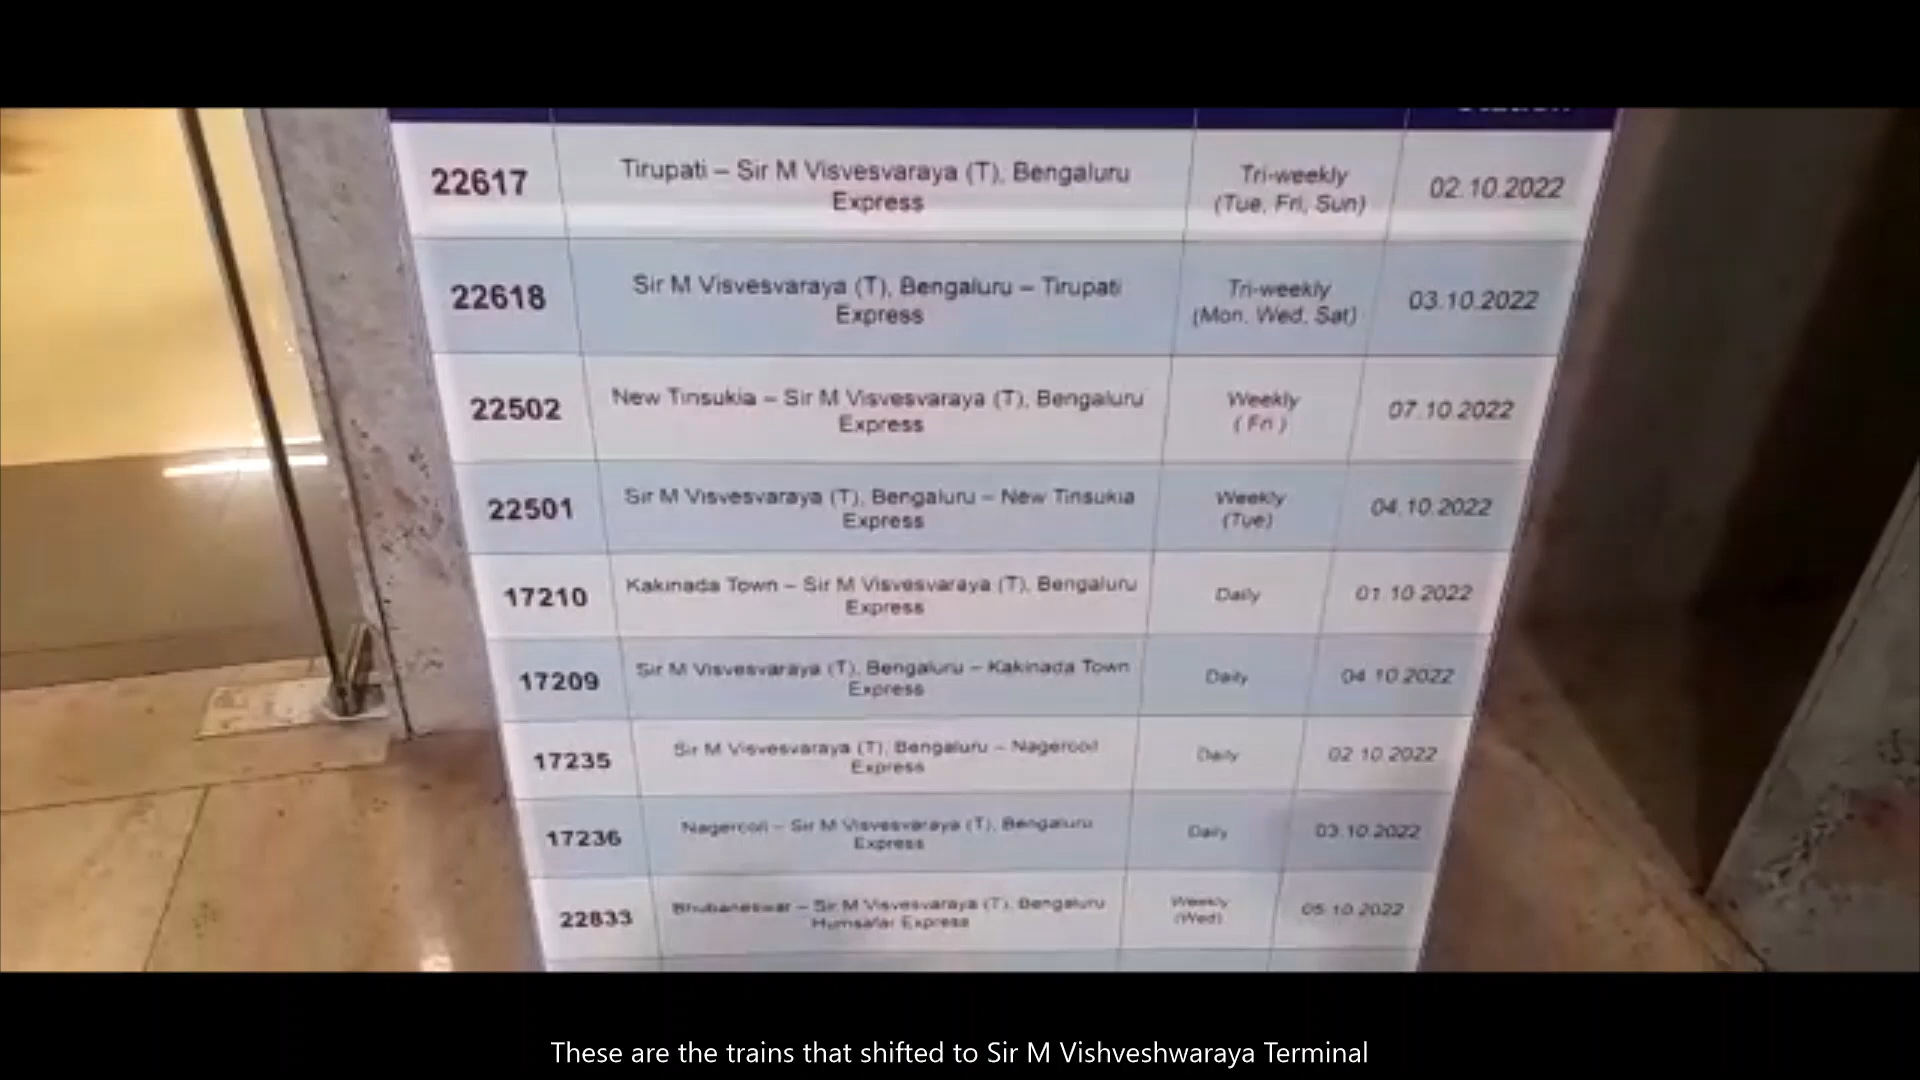 22617
Tirupati – Sir M Visvesvaraya (T), Bengaluru
Express
Tri-weekly
(Tue, Fri, Sun)
02.10.2022
22618
Sir M Visvesvaraya (T), Bengaluru – Tirupati
Express
Tri-weekly
(Mon, Wed, Sat)
03.10.2022
22502
New Tinsukia – Sir M Visvesvaraya (T), Bengaluru
Express
Weekly
( Fri )
07.10.2022
22501
Sir M Visvesvaraya (T), Bengaluru – New Tinsukia
Express
Weekly
(Tue)
04.10.2022
17210
Kakinada Town – Sir M Visvesvaraya (T), Bengaluru
Express
Daily
01.10.2022
17209
Sir M Visvesvaraya (T), Bengaluru – Kakinada Town
Express
Daily
04.10.2022
17235
Sir M Visvesvaraya (T), Bengaluru – Nagercoil
Express
Daily
02.10.2022
17236
Nagercoil – Sir M Visvesvaraya (T), Bengaluru
Express
Daily
03.10.2022
22833
Bhubaneswar – Sir M Visvesvaraya (T), Bengaluru
Humsafar Express
Weekly
(Wed)
05.10.2022
These are the trains that shifted to Sir M Vishveshwaraya Terminal